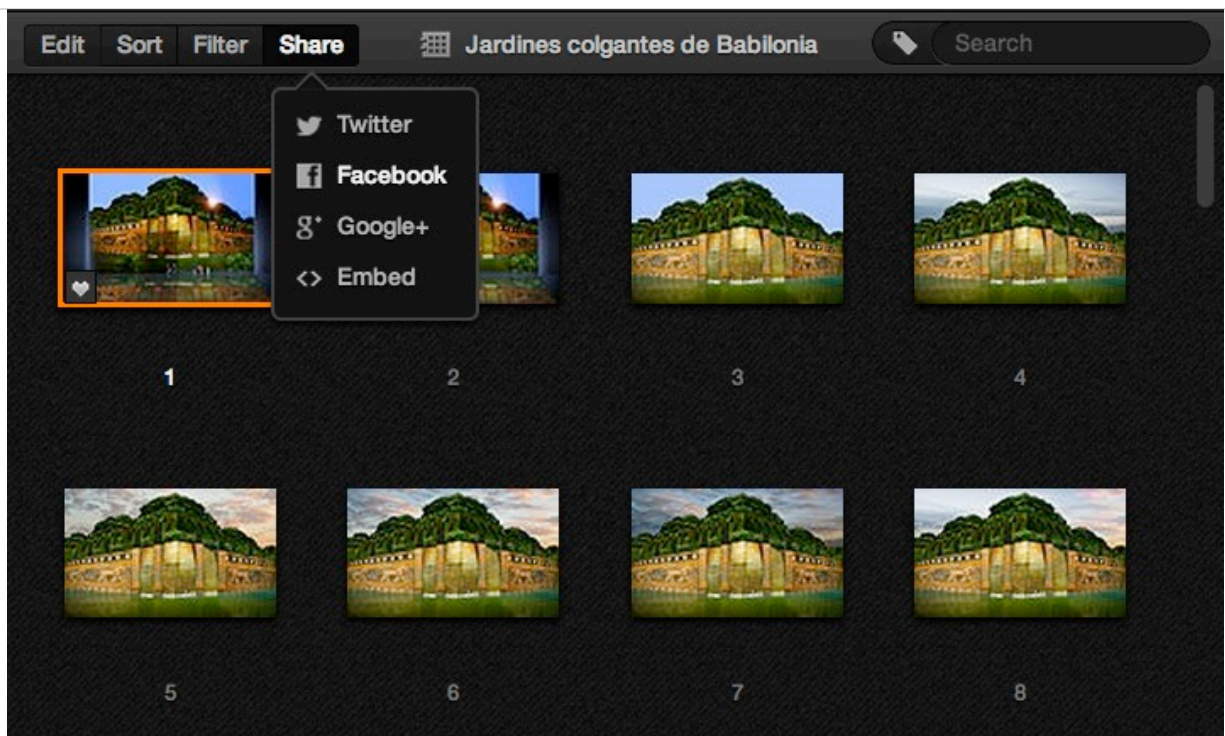 Edit Sort Filter Share Jardines colgantes de Babilonia Search
Twitter
Facebook
Google+
Embed
1 2 3 4
5 6 7 8